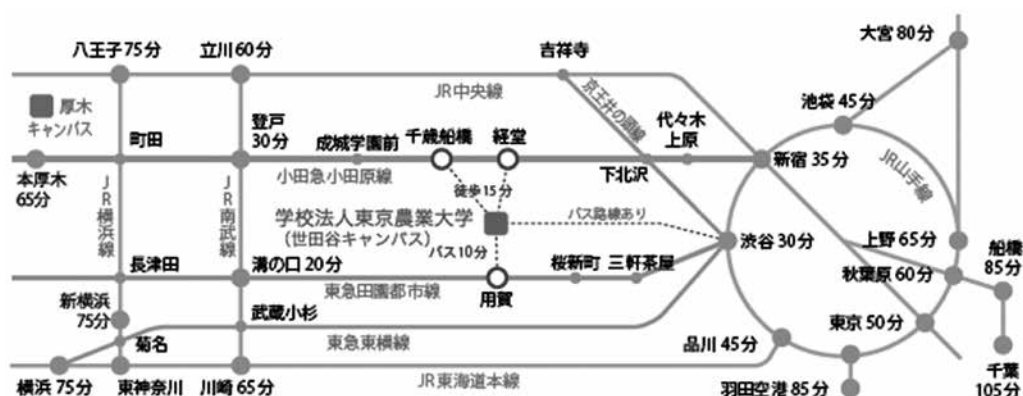 八王子75分
立川60分
吉祥寺
大宮80分
JR中央線
京王井の頭線
池袋45分
厚木
キャンパス
町田
登戸
30分
成城学園前
千歳船橋
経堂
代々木
上原
新宿35分
JR山手線
本厚木
65分
小田急小田原線
下北沢
徒歩15分
JR横浜線
JR南武線
学校法人東京農業大学
(世田谷キャンパス)
バス路線あり
バス10分
渋谷30分
上野65分
船橋
85分
秋葉原60分
長津田
溝の口20分
桜新町
三軒茶屋
東急田園都市線
用賀
新横浜
75分
武蔵小杉
東京50分
菊名
東急東横線
品川45分
横浜75分
東神奈川
川崎65分
JR東海道本線
羽田空港85分
千葉
105分